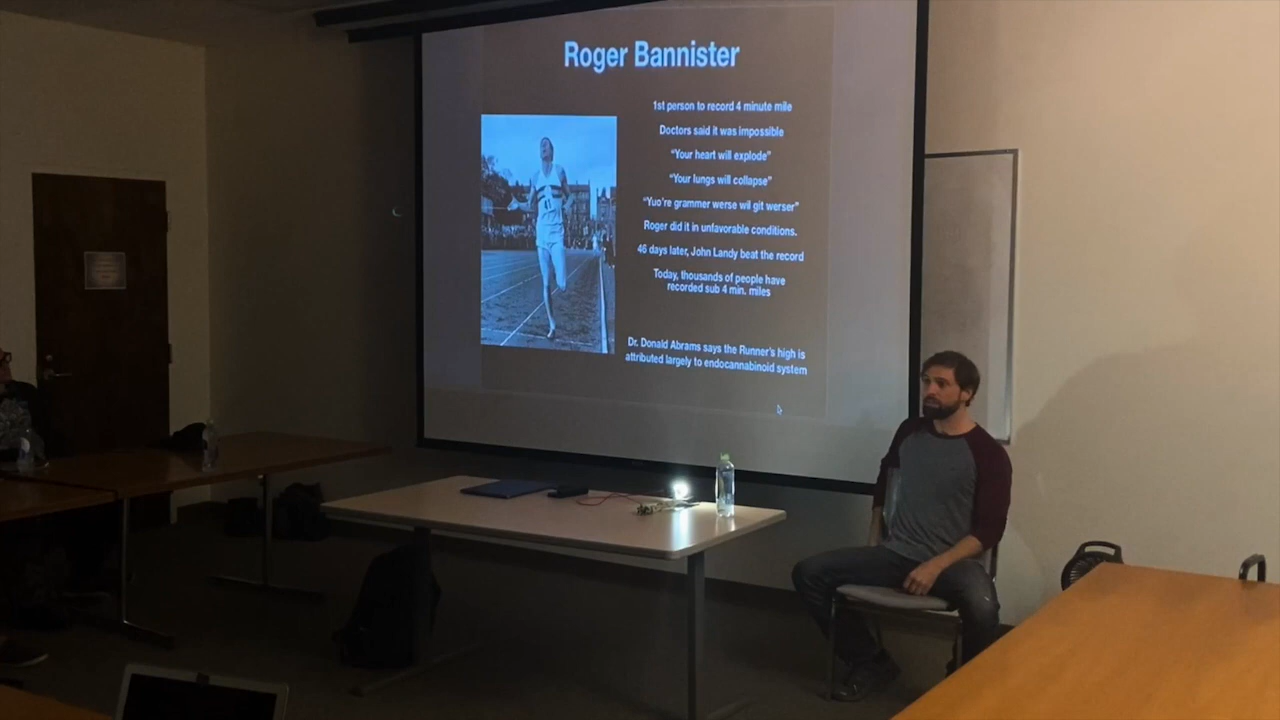 Roger Bannister
1st person to record 4 minute mile
Doctors said it was impossible
“Your heart will explode”
“Your lungs will collapse”
“Yuo're grammer werse wil git werser”
Roger did it in unfavorable conditions.
46 days later, John Landy beat the record
Today, thousands of people have
recorded sub 4 min. miles
Dr. Donald Abrams says the Runner's high is
attributed largely to endocannabinoid system
11